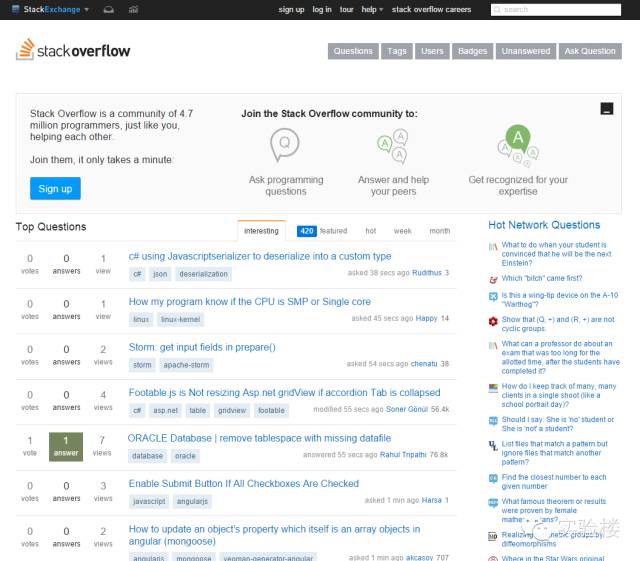 StackExchange
sign up log in tour help stack overflow careers
search
stackoverflow
Questions Tags Users Badges Unanswered Ask Question
Stack Overflow is a community of 4.7
million programmers, just like you,
helping each other.
Join them, it only takes a minute:
Sign up
Join the Stack Overflow community to:
Q
Ask programming
questions
A A A
Answer and help
your peers
A A A A
Get recognized for your
expertise
Top Questions
interesting 420 featured hot week month
0 votes 0 answers 1 view
c# using Javascriptserializer to deserialize into a custom type
c# json deserialization
asked 38 secs ago Rudithus 3
0 votes 0 answers 1 view
How my program know if the CPU is SMP or Single core
linux linux-kernel
asked 45 secs ago Happy 14
0 votes 0 answers 2 views
Storm: get input fields in prepare()
storm apache-storm
asked 54 secs ago chenatu 38
0 votes 0 answers 4 views
Footable.js is Not Resizing Asp.net gridView if accordion Tab is collapsed
c# asp.net table gridview footable
modified 55 secs ago Soner Gönül 56.4k
1 vote 1 answer 7 views
ORACLE Database | remove tablespace with missing datafile
database oracle
answered 55 secs ago Rahul Tripathi 76.8k
0 votes 0 answers 3 views
Enable Submit Button If All Checkboxes Are Checked
javascript angularjs
asked 1 min ago Harsa 1
0 votes 0 answers 2 views
How to update an object's property which itself is an array objects in
angular (mongoose)
angularjs mongoose yeoman-generator-angular
asked 1 min ago akcasoy 707
Hot Network Questions
What to do when your student is
convinced that he will be the next
Einstein?
Which "bitch" came first?
Is this a wing-tip device on the A-10
"Warthog"?
Show that (Q, +) and (R, +) are not
cyclic groups.
What can a professor do about an
exam that was too long for the
allotted time, after the students have
completed it?
How do I keep track of many, many
clients in a single shoot (like a
school portrait day)?
Should I say: She is 'no' student or
She is 'not' a student?
List files that match a pattern but
ignore files that match another
pattern?
Find the closest number to each
given number
What famous theorem or results
were proven by female
Realizing groups by
diffeomorphisms
Where in the Star Wars original
实验楼